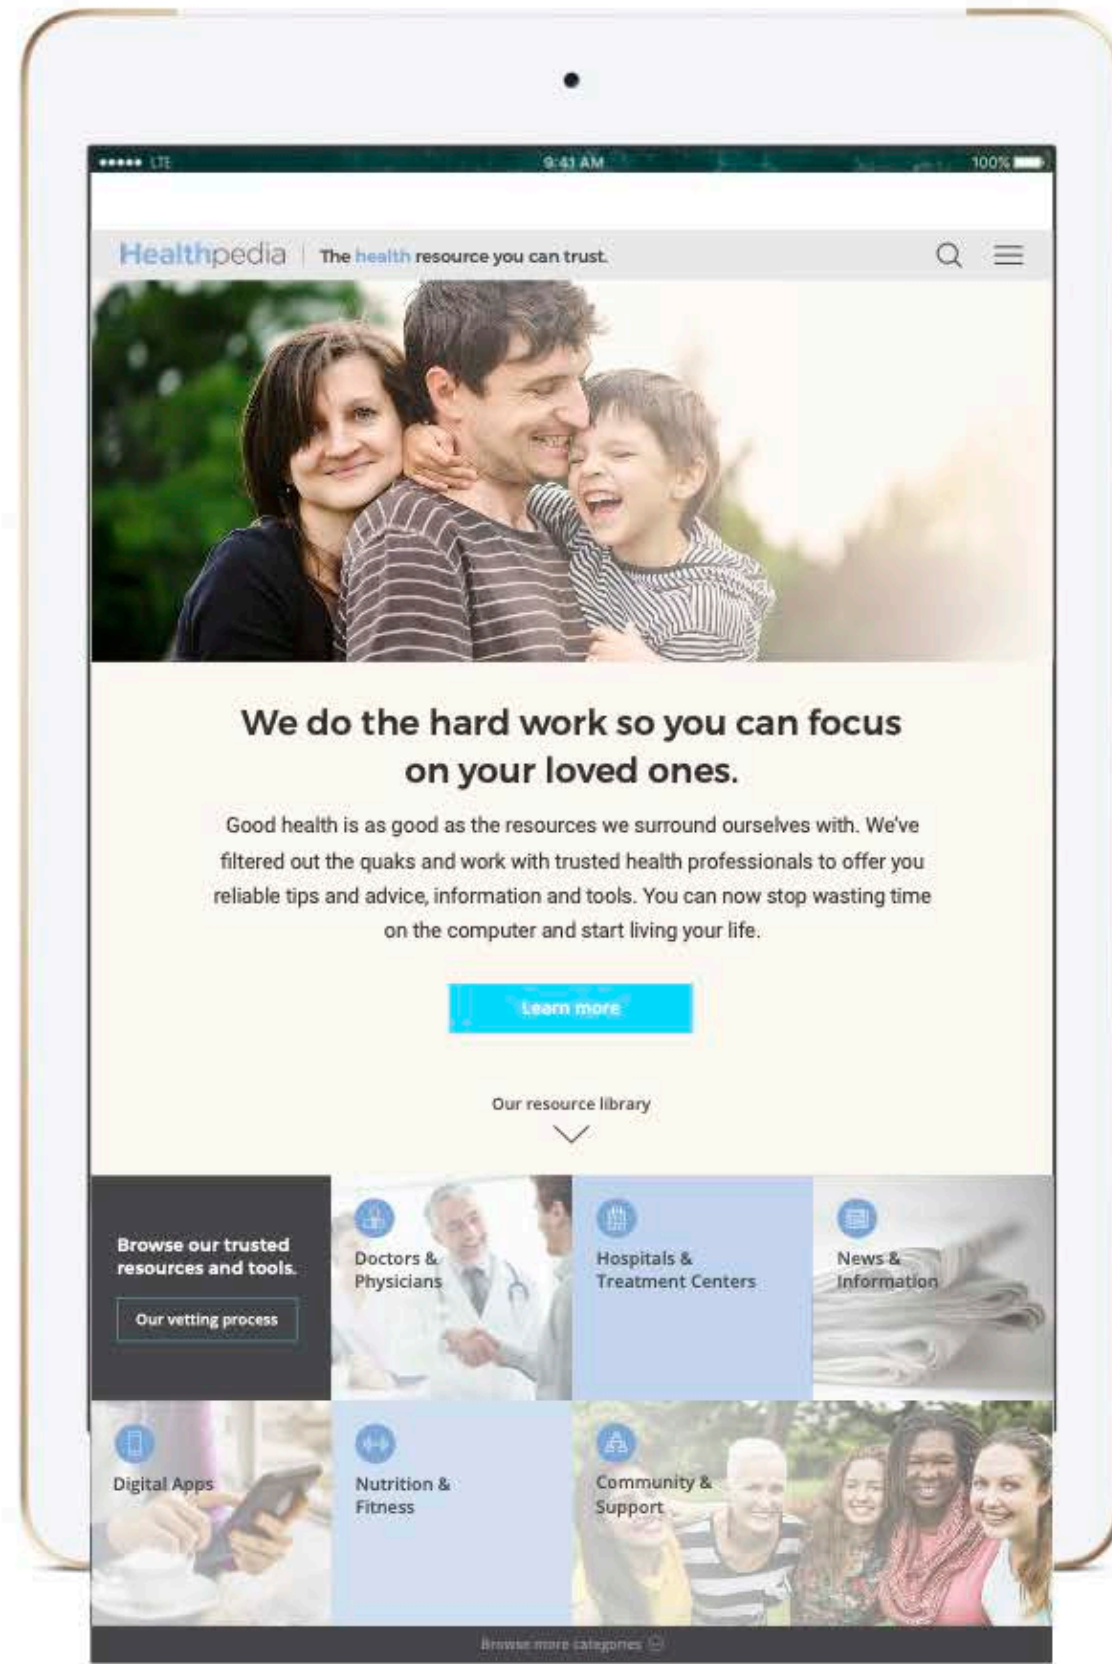 LTE
9:41 AM
100%
Healthpedia
The health resource you can trust.
We do the hard work so you can focus
on your loved ones.
Good health is as good as the resources we surround ourselves with. We've
filtered out the quaks and work with trusted health professionals to offer you
reliable tips and advice, information and tools. You can now stop wasting time
on the computer and start living your life.
Learn more
Our resource library
Browse our trusted
resources and tools.
Our vetting process
Doctors &
Physicians
Hospitals &
Treatment Centers
News &
Information
Digital Apps
Nutrition &
Fitness
Community &
Support
Browse more categories